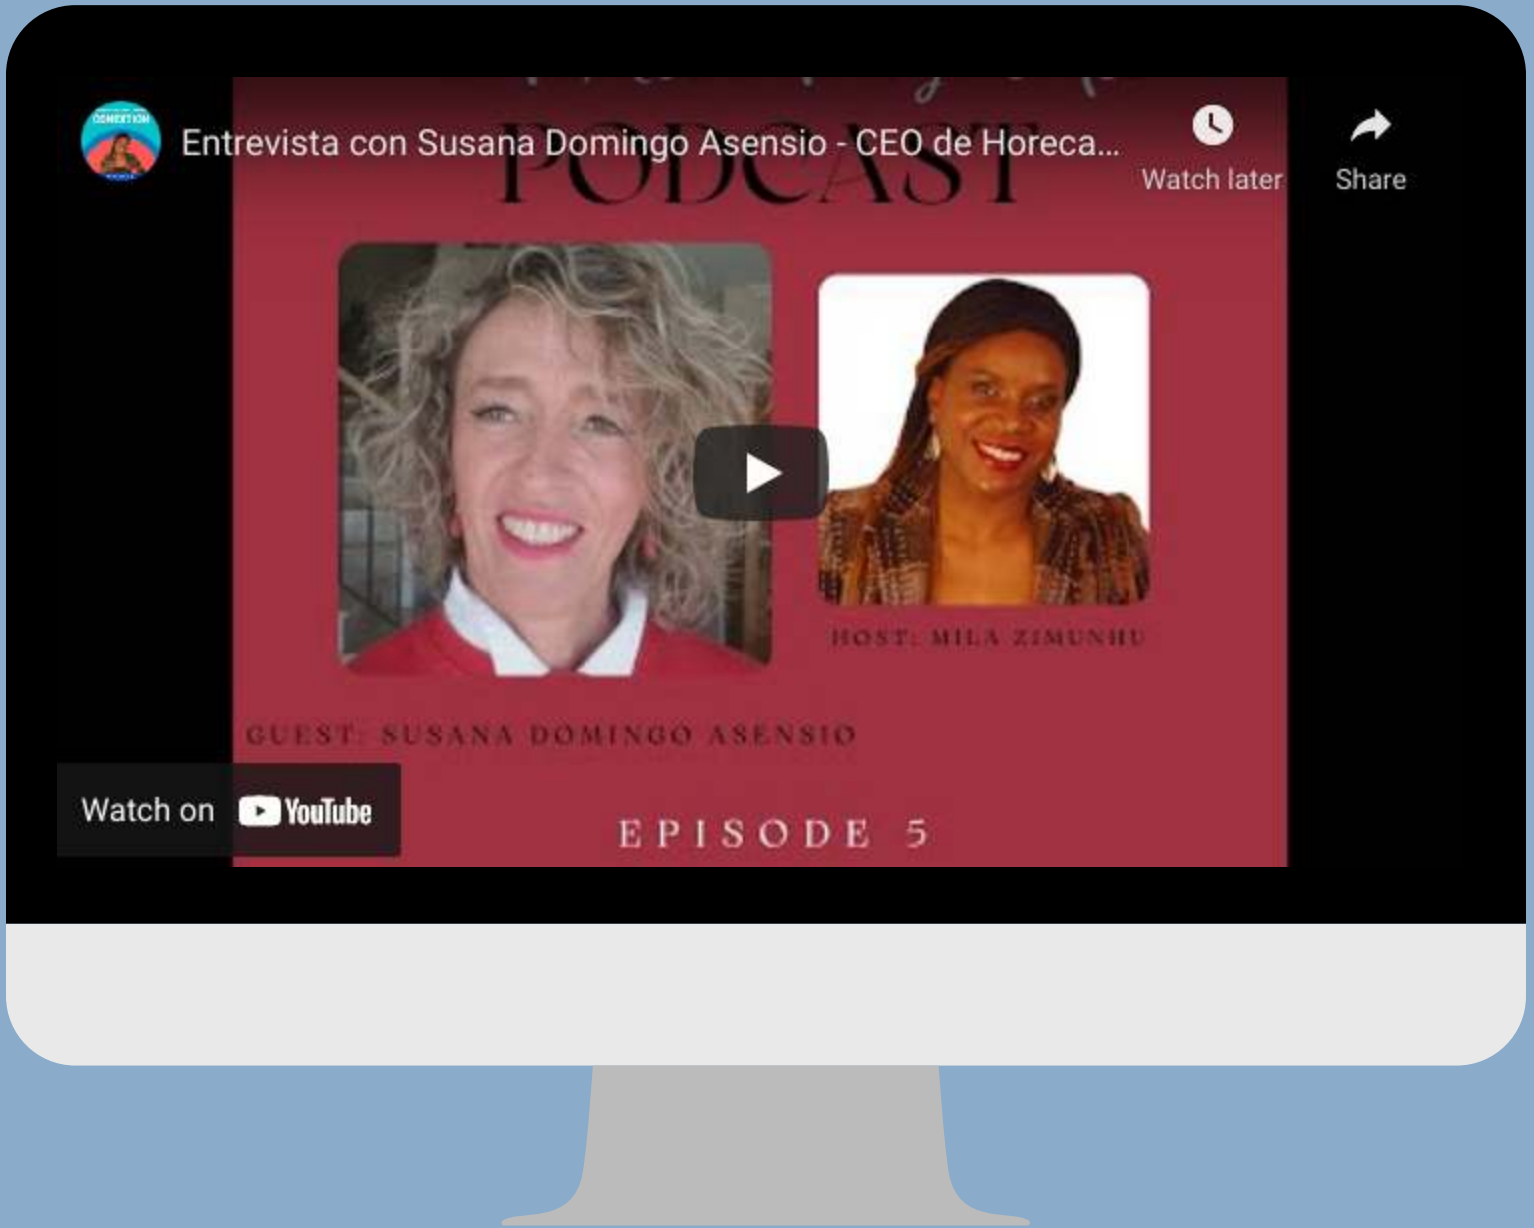 Entrevista con Susana Domingo Asensio - CEO de Horeca...
Watch later
Share
PODCAST
HOST: MILA ZIMUNHU
GUEST: SUSANA DOMINGO ASENSIO
Watch on YouTube
EPISODE 5